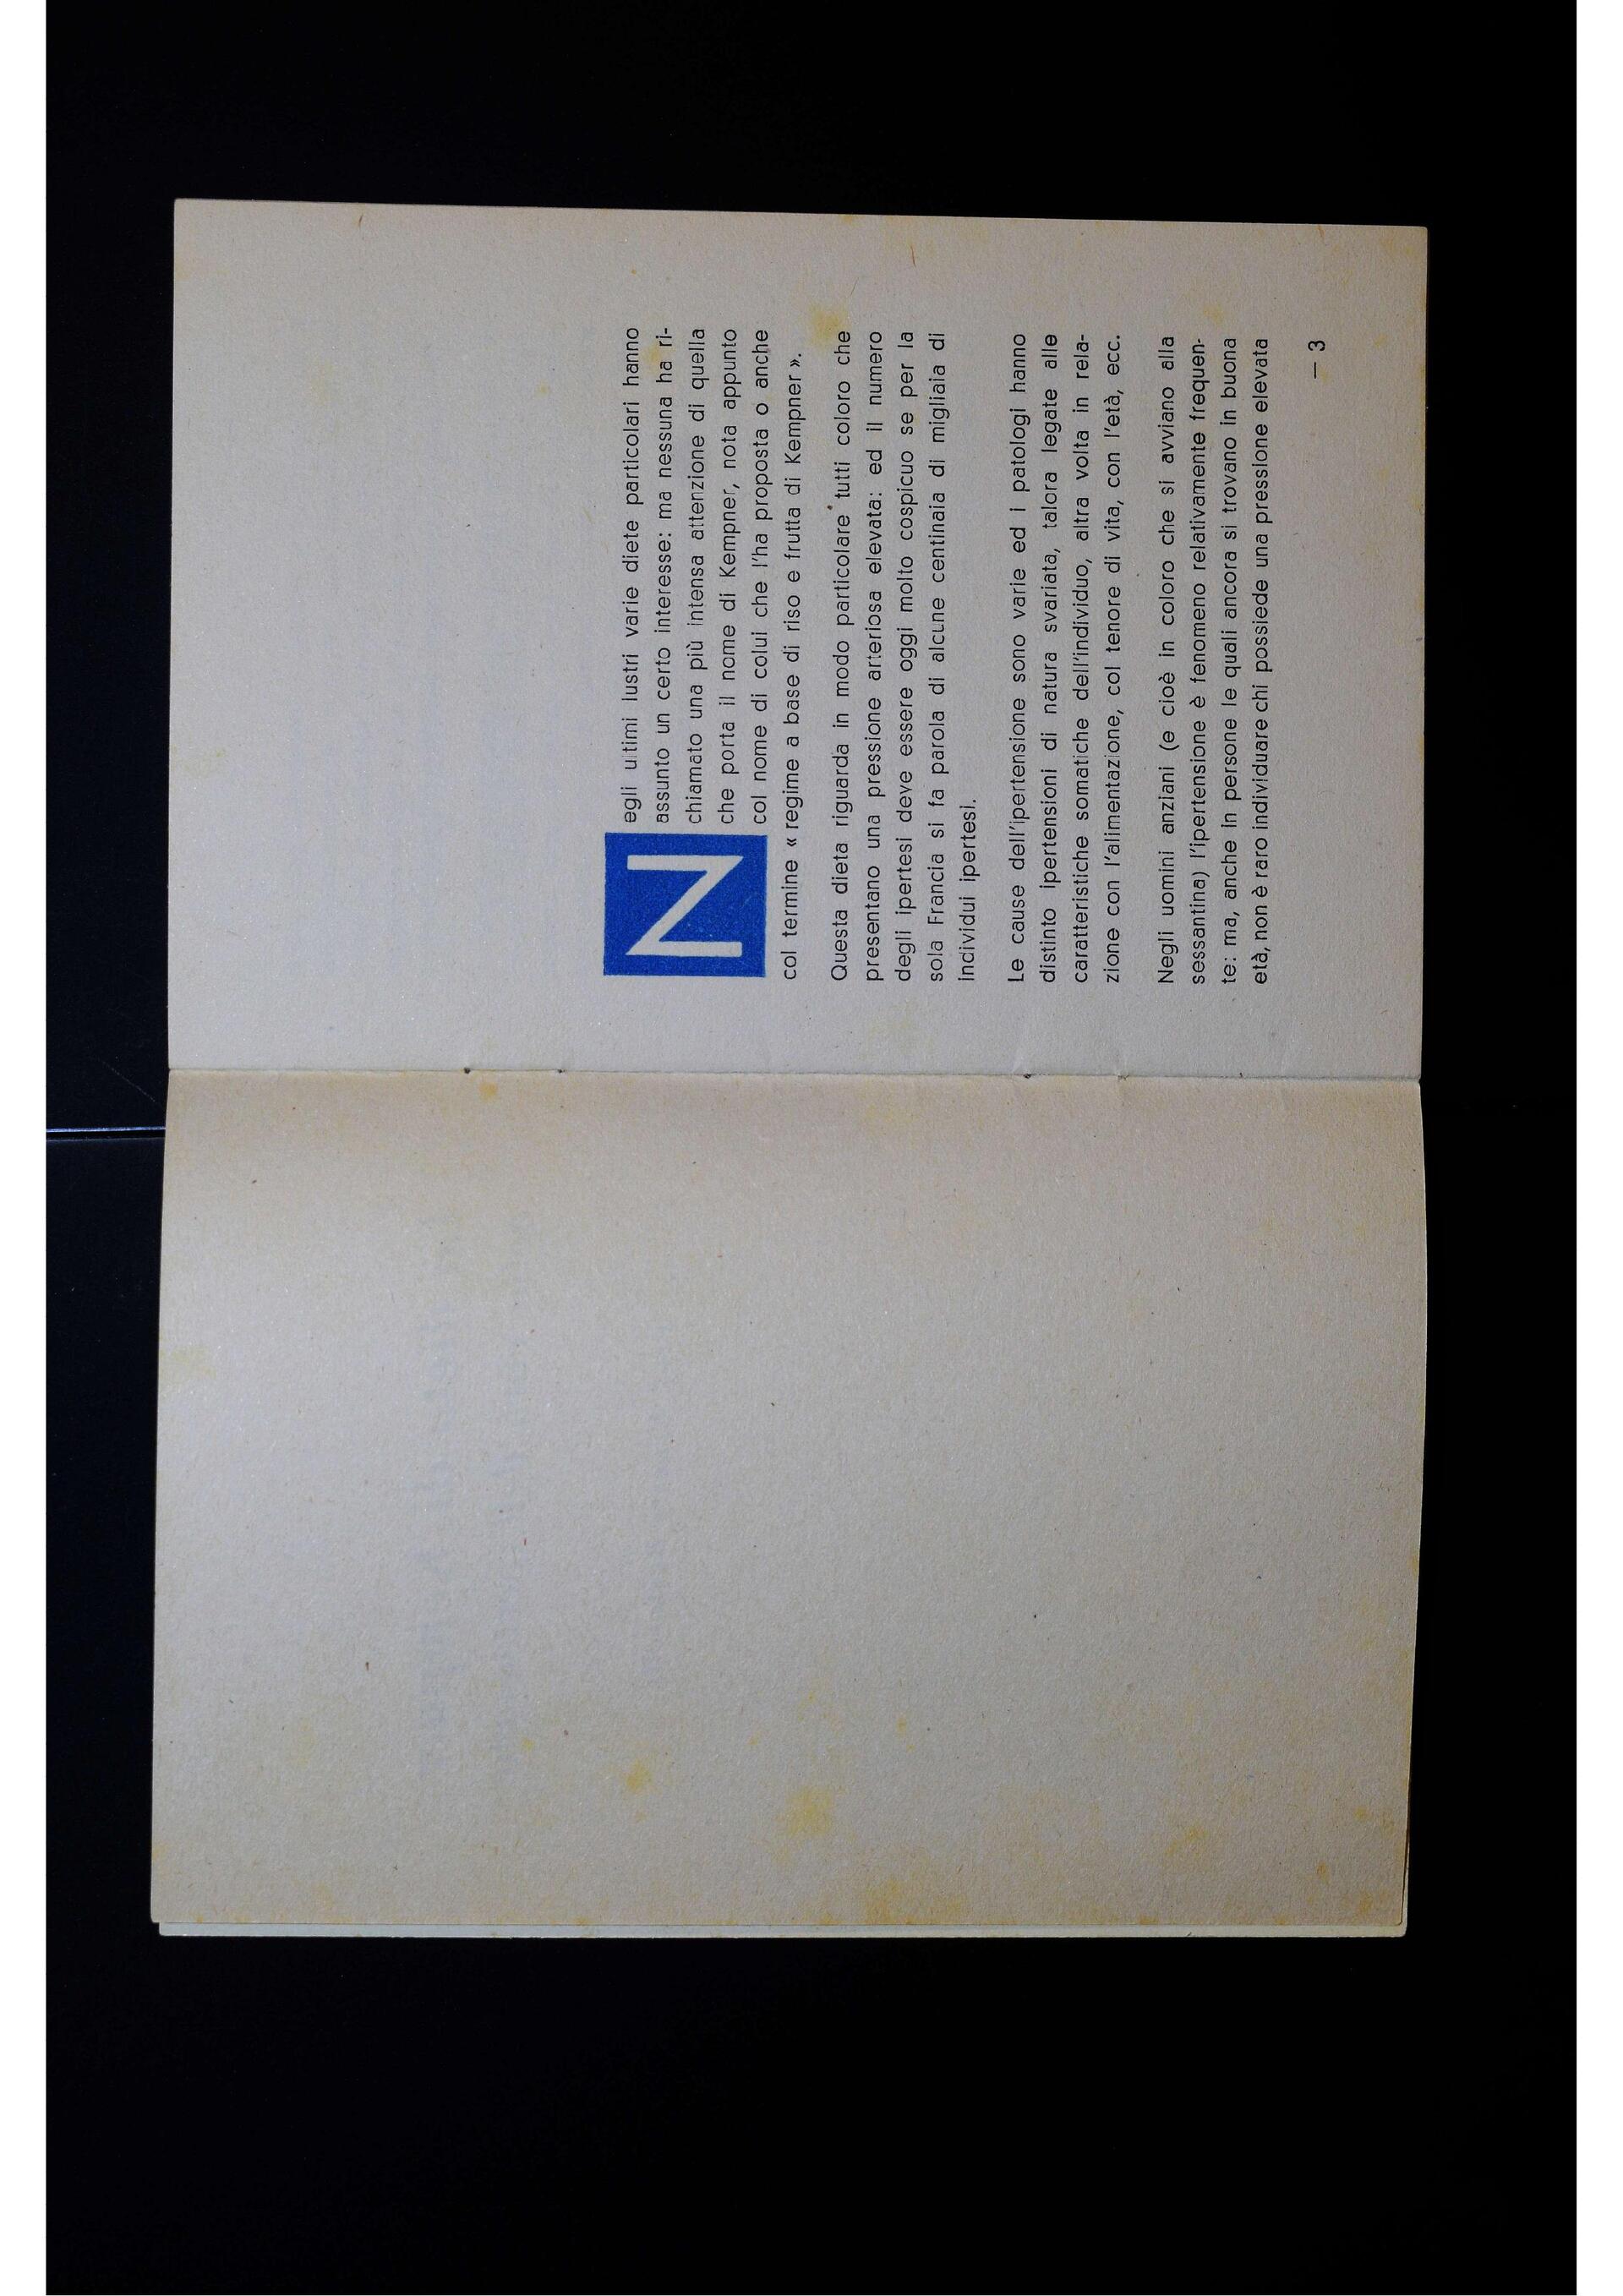 Negli ultimi lustri varie diete particolari hanno
assunto un certo interesse: ma nessuna ha ri-
chiamato una più intensa attenzione di quella
che porta il nome di Kempner, nota appunto
col nome di colui che l'ha proposta o anche
col termine « regime a base di riso e frutta di Kempner ».
Questa dieta riguarda in modo particolare tutti coloro che
presentano una pressione arteriosa elevata: ed il numero
degli ipertesi deve essere oggi molto cospicuo se per la
sola Francia si fa parola di alcune centinaia di migliaia di
individui ipertesi.
Le cause dell'ipertensione sono varie ed i patologi hanno
distinto ipertensioni di natura svariata, talora legate alle
caratteristiche somatiche dell'individuo, altra volta in rela-
zione con l'alimentazione, col tenore di vita, con l'età, ecc.
Negli uomini anziani (e cioè in coloro che si avviano alla
sessantina) l'ipertensione è fenomeno relativamente frequen-
te: ma, anche in persone le quali ancora si trovano in buona
età, non è raro individuare chi possiede una pressione elevata
— 3